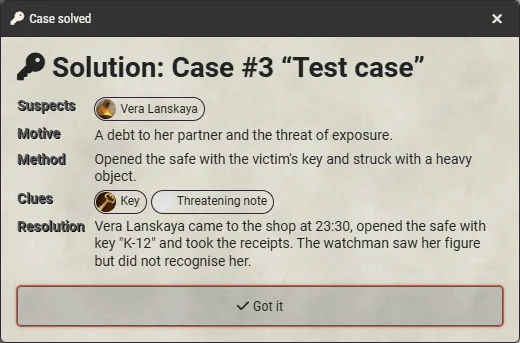 Case solved
Solution: Case #3 “Test case”
Suspects Vera Lanskaya
Motive A debt to her partner and the threat of exposure.
Method Opened the safe with the victim's key and struck with a heavy
object.
Clues Key Threatening note
Resolution Vera Lanskaya came to the shop at 23:30, opened the safe with
key "K-12" and took the receipts. The watchman saw her figure
but did not recognise her.
Got it